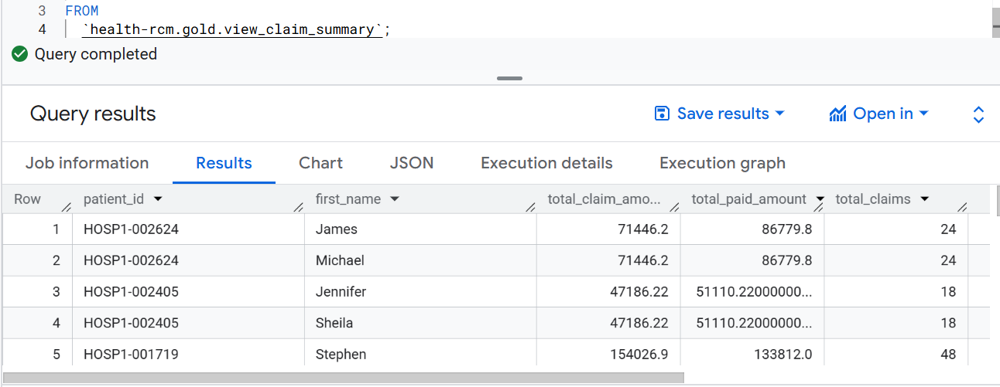 3 FROM
4 `health-rcm.gold.view_claim_summary`;
Query completed
Query results Save results Open in
Job information Results Chart JSON Execution details Execution graph
Row patient_id first_name total_claim_amo... total_paid_amount total_claims
1 HOSP1-002624 James 71446.2 86779.8 24
2 HOSP1-002624 Michael 71446.2 86779.8 24
3 HOSP1-002405 Jennifer 47186.22 51110.22000000... 18
4 HOSP1-002405 Sheila 47186.22 51110.22000000... 18
5 HOSP1-001719 Stephen 154026.9 133812.0 48